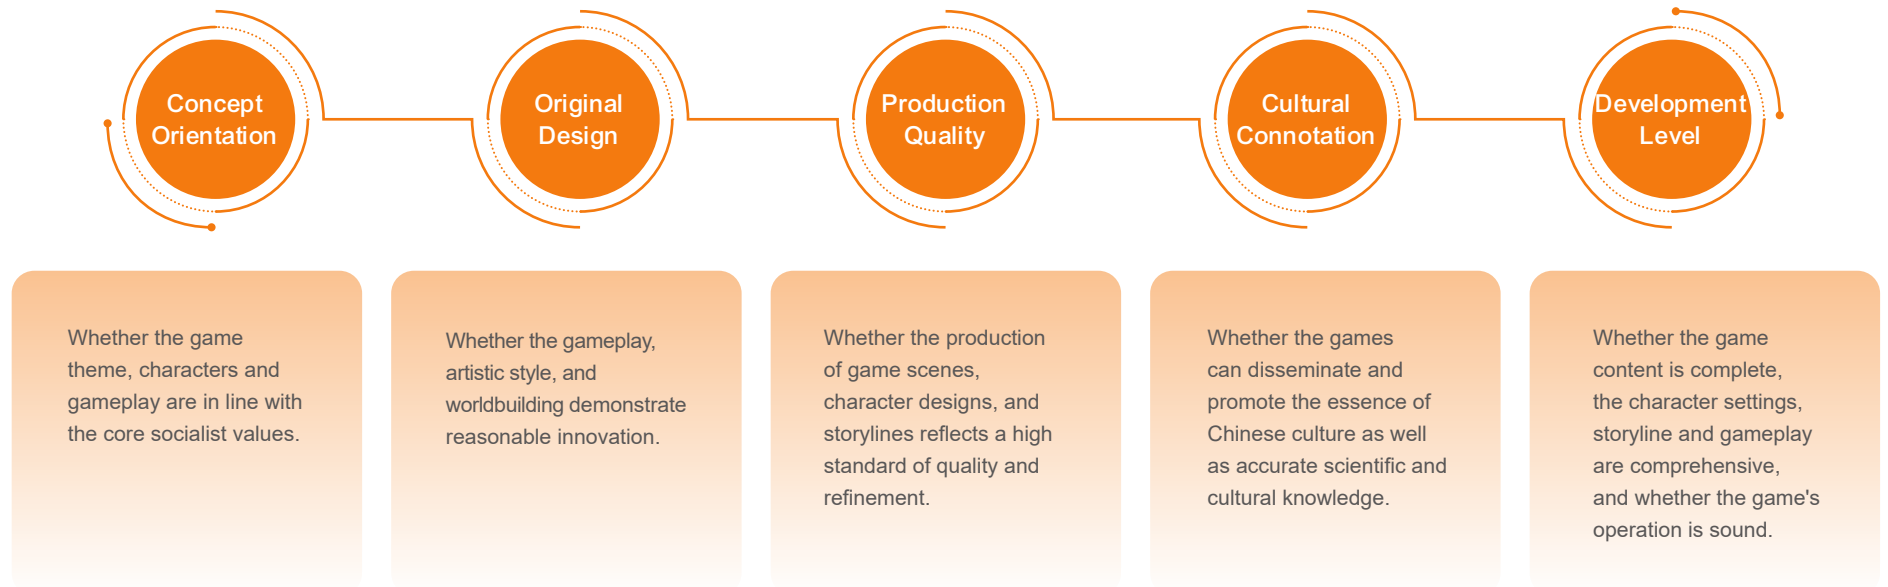 Concept
Orientation
Original
Design
Production
Quality
Cultural
Connotation
Development
Level
Whether the game
theme, characters and
gameplay are in line with
the core socialist values.
Whether the gameplay,
artistic style, and
worldbuilding demonstrate
reasonable innovation.
Whether the production
of game scenes,
character designs, and
storylines reflects a high
standard of quality and
refinement.
Whether the games
can disseminate and
promote the essence of
Chinese culture as well
as accurate scientific and
cultural knowledge.
Whether the game
content is complete,
the character settings,
storyline and gameplay
are comprehensive,
and whether the game's
operation is sound.